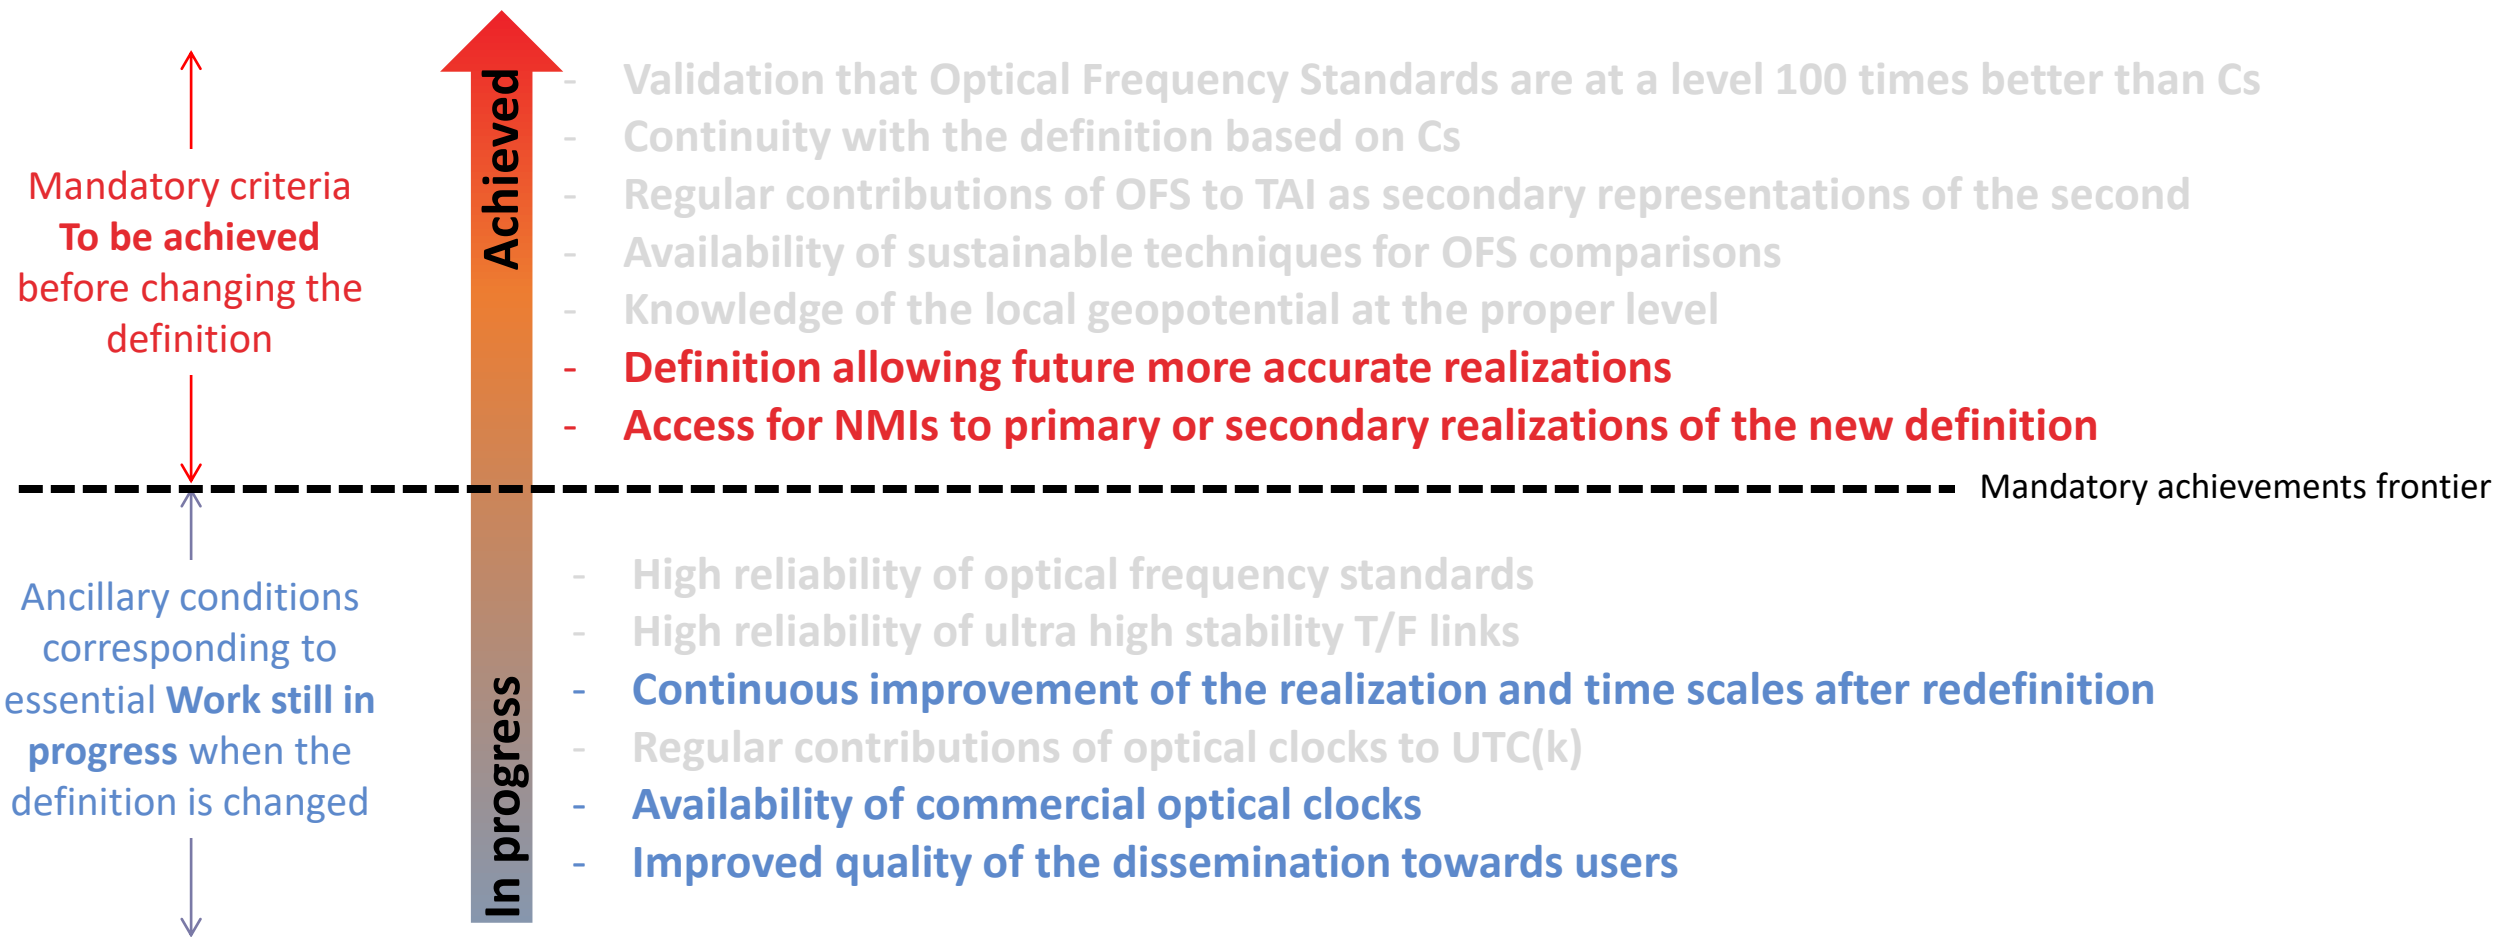 Mandatory criteria
To be achieved
before changing the
definition
Achieved
- Validation that Optical Frequency Standards are at a level 100 times better than Cs
- Continuity with the definition based on Cs
- Regular contributions of OFS to TAI as secondary representations of the second
- Availability of sustainable techniques for OFS comparisons
- Knowledge of the local geopotential at the proper level
- Definition allowing future more accurate realizations
- Access for NMIs to primary or secondary realizations of the new definition
Mandatory achievements frontier
Ancillary conditions
corresponding to
essential Work still in
progress when the
definition is changed
In progress
- High reliability of optical frequency standards
- High reliability of ultra high stability T/F links
- Continuous improvement of the realization and time scales after redefinition
- Regular contributions of optical clocks to UTC(k)
- Availability of commercial optical clocks
- Improved quality of the dissemination towards users